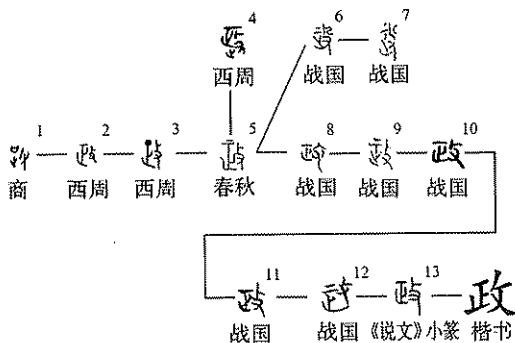 4 6 7
西周 战国 战国
1 2 3 5 8 9 10
政
商 西周 西周 春秋 战国 战国 战国
11 12 13
政 政
战国 战国 《说文》小篆 楷书